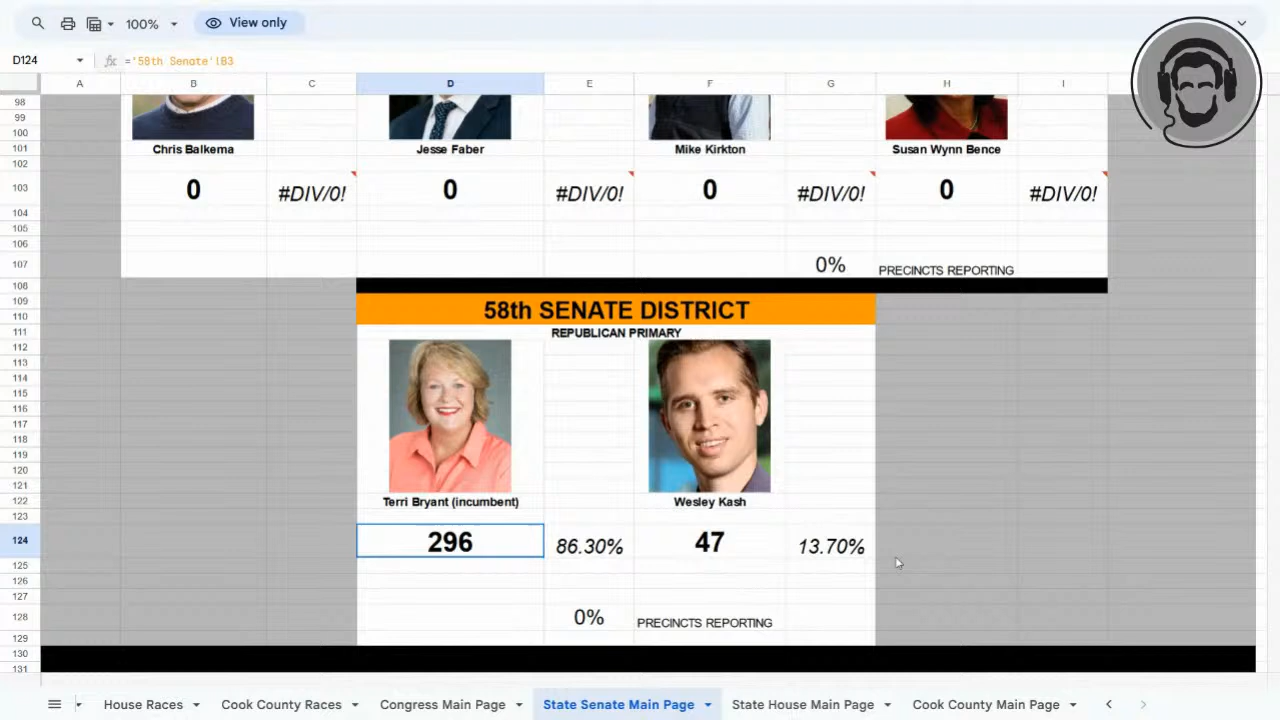 100%
View only
D124
fx
='58th Senate'!B3
A B C D E F G H I
98
99
100
101 Chris Balkema Jesse Faber Mike Kirkton Susan Wynn Bence
102
103 0 #DIV/0! 0 #DIV/0! 0 #DIV/0! 0 #DIV/0!
104
105
106
107 0% PRECINCTS REPORTING
108
109
110 58th SENATE DISTRICT
111 REPUBLICAN PRIMARY
112
113
114
115
116
117
118
119
120
121
122 Terri Bryant (incumbent) Wesley Kash
123
124 296 86.30% 47 13.70%
125
126
127
128 0% PRECINCTS REPORTING
129
130
131
House Races Cook County Races Congress Main Page State Senate Main Page State House Main Page Cook County Main Page